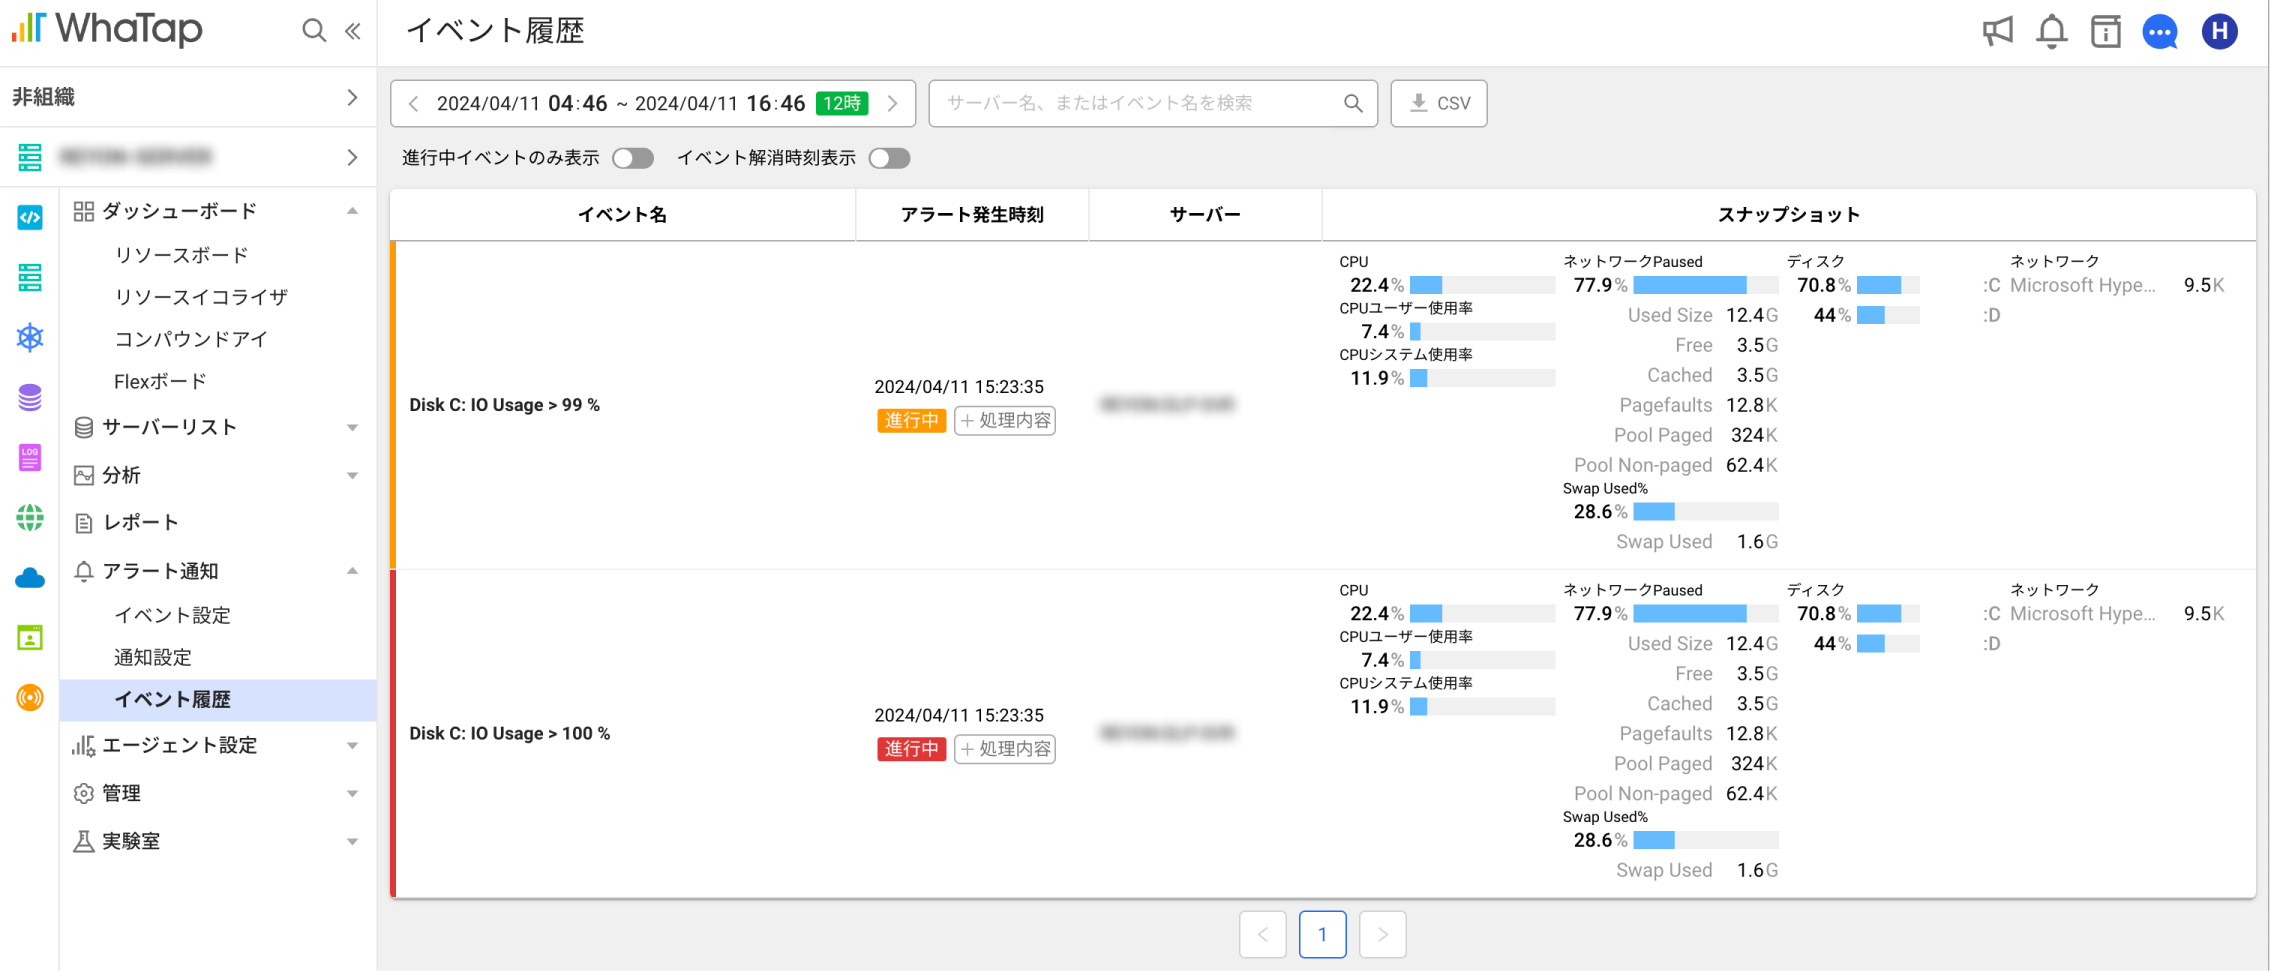 WhaTap
イベント履歴
H
非組織
2024/04/11 04:46 ~ 2024/04/11 16:46 12時
サーバー名、またはイベント名を検索
CSV
進行中イベントのみ表示
イベント解消時刻表示
ダッシューボード
リソースボード
リソースイコライザ
コンパウンドアイ
Flexボード
サーバーリスト
分析
LOG
レポート
アラート通知
イベント設定
通知設定
イベント履歴
エージェント設定
管理
実験室
イベント名 アラート発生時刻 サーバー スナップショット
Disk C: IO Usage > 99 %
2024/04/11 15:23:35
進行中 + 処理内容
CPU
22.4%
CPUユーザー使用率
7.4%
CPUシステム使用率
11.9%
ネットワークPaused
77.9%
Used Size 12.4G
Free 3.5G
Cached 3.5G
Pagefaults 12.8K
Pool Paged 324K
Pool Non-paged 62.4K
Swap Used%
28.6%
Swap Used 1.6G
ディスク
70.8% :C
44% :D
ネットワーク
Microsoft Hype... 9.5K
Disk C: IO Usage > 100 %
2024/04/11 15:23:35
進行中 + 処理内容
CPU
22.4%
CPUユーザー使用率
7.4%
CPUシステム使用率
11.9%
ネットワークPaused
77.9%
Used Size 12.4G
Free 3.5G
Cached 3.5G
Pagefaults 12.8K
Pool Paged 324K
Pool Non-paged 62.4K
Swap Used%
28.6%
Swap Used 1.6G
ディスク
70.8% :C
44% :D
ネットワーク
Microsoft Hype... 9.5K
1